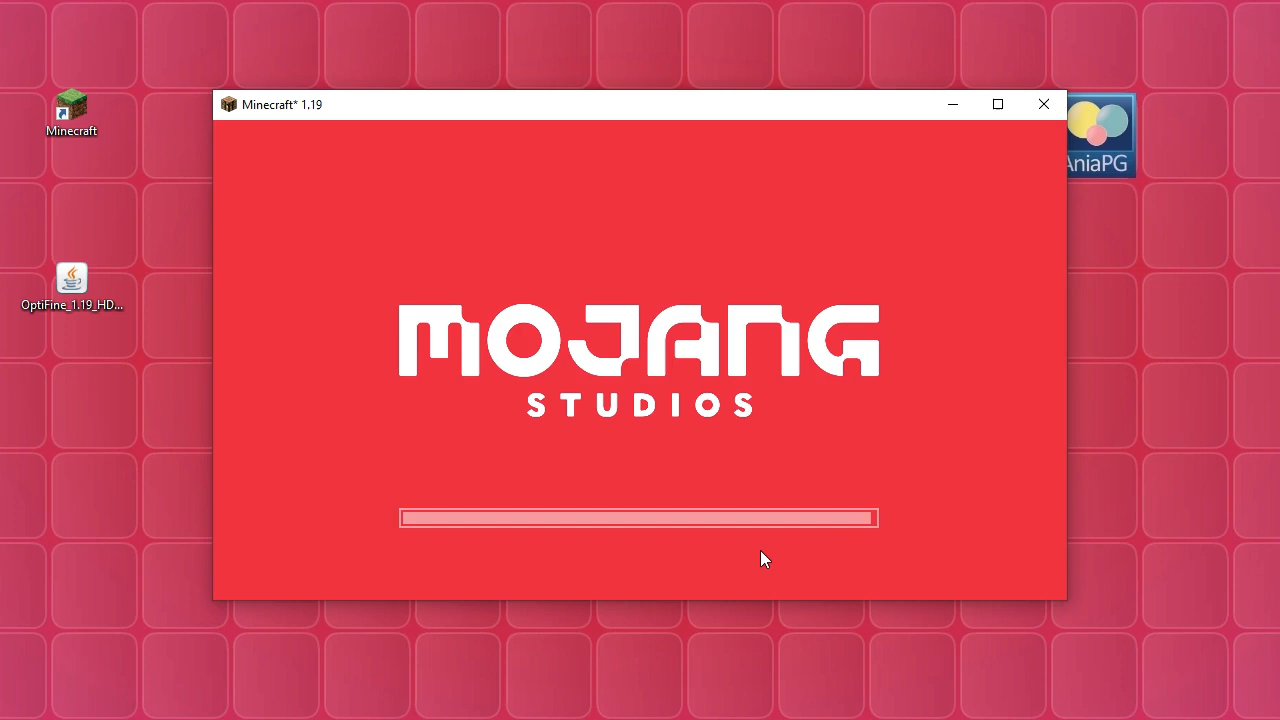 Minecraft* 1.19
Minecraft
AniaPG
OptiFine_1.19_HD...
MOJANG
STUDIOS